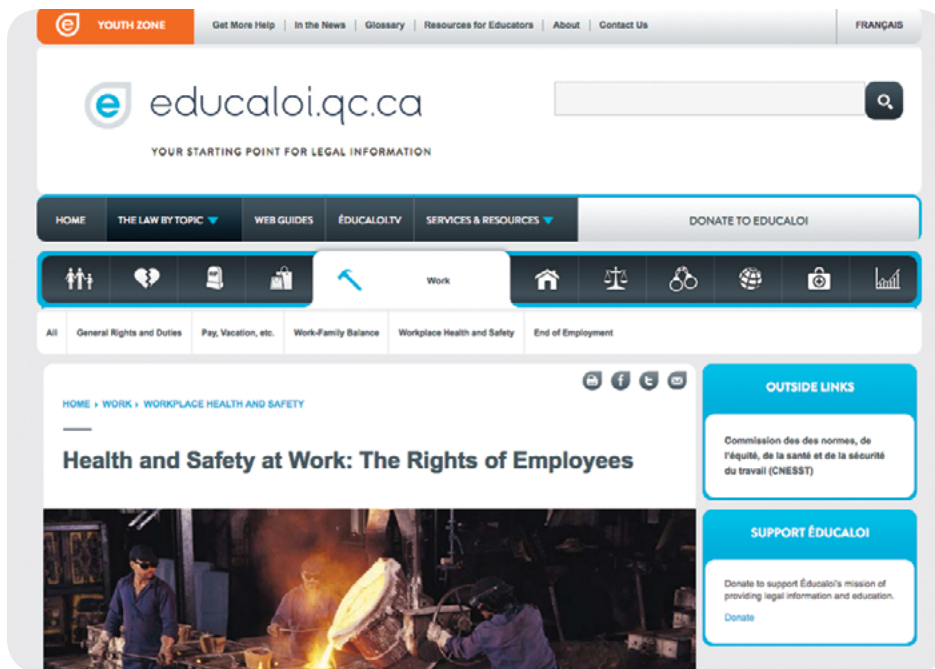 YOUTH ZONE
Get More Help | In the News | Glossary | Resources for Educators | About | Contact Us
FRANÇAIS
e educaloi.qc.ca
YOUR STARTING POINT FOR LEGAL INFORMATION
HOME THE LAW BY TOPIC WEB GUIDES ÉDUCALOI.TV SERVICES & RESOURCES DONATE TO EDUCALOI
Work
All General Rights and Duties Pay, Vacation, etc. Work-Family Balance Workplace Health and Safety End of Employment
HOME › WORK › WORKPLACE HEALTH AND SAFETY
Health and Safety at Work: The Rights of Employees
OUTSIDE LINKS
Commission des des normes, de
l'équité, de la santé et de la sécurité
du travail (CNESST)
SUPPORT ÉDUCALOI
Donate to support Éducaloi's mission of
providing legal information and education.
Donate